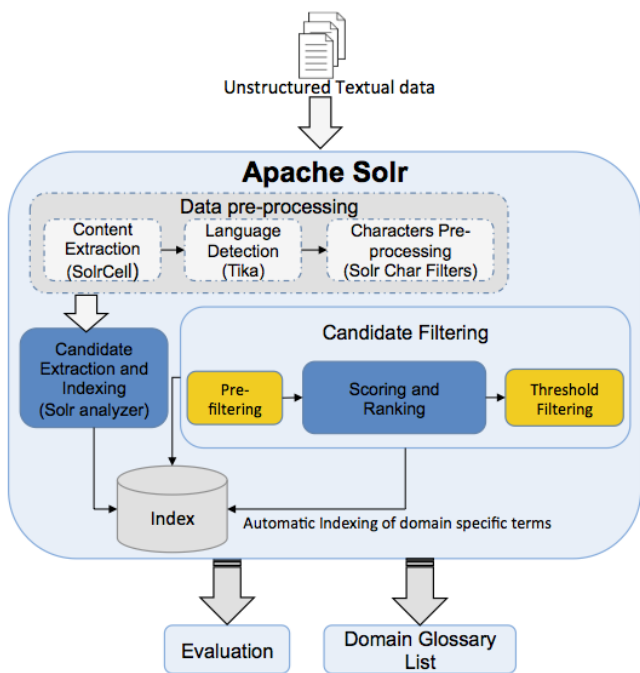 Unstructured Textual data
Apache Solr
Data pre-processing
Content
Extraction
(SolrCell)
Language
Detection
(Tika)
Characters Pre-
processing
(Solr Char Filters)
Candidate
Extraction and
Indexing
(Solr analyzer)
Candidate Filtering
Pre-
filtering
Scoring and
Ranking
Threshold
Filtering
Index
Automatic Indexing of domain specific terms
Evaluation
Domain Glossary
List